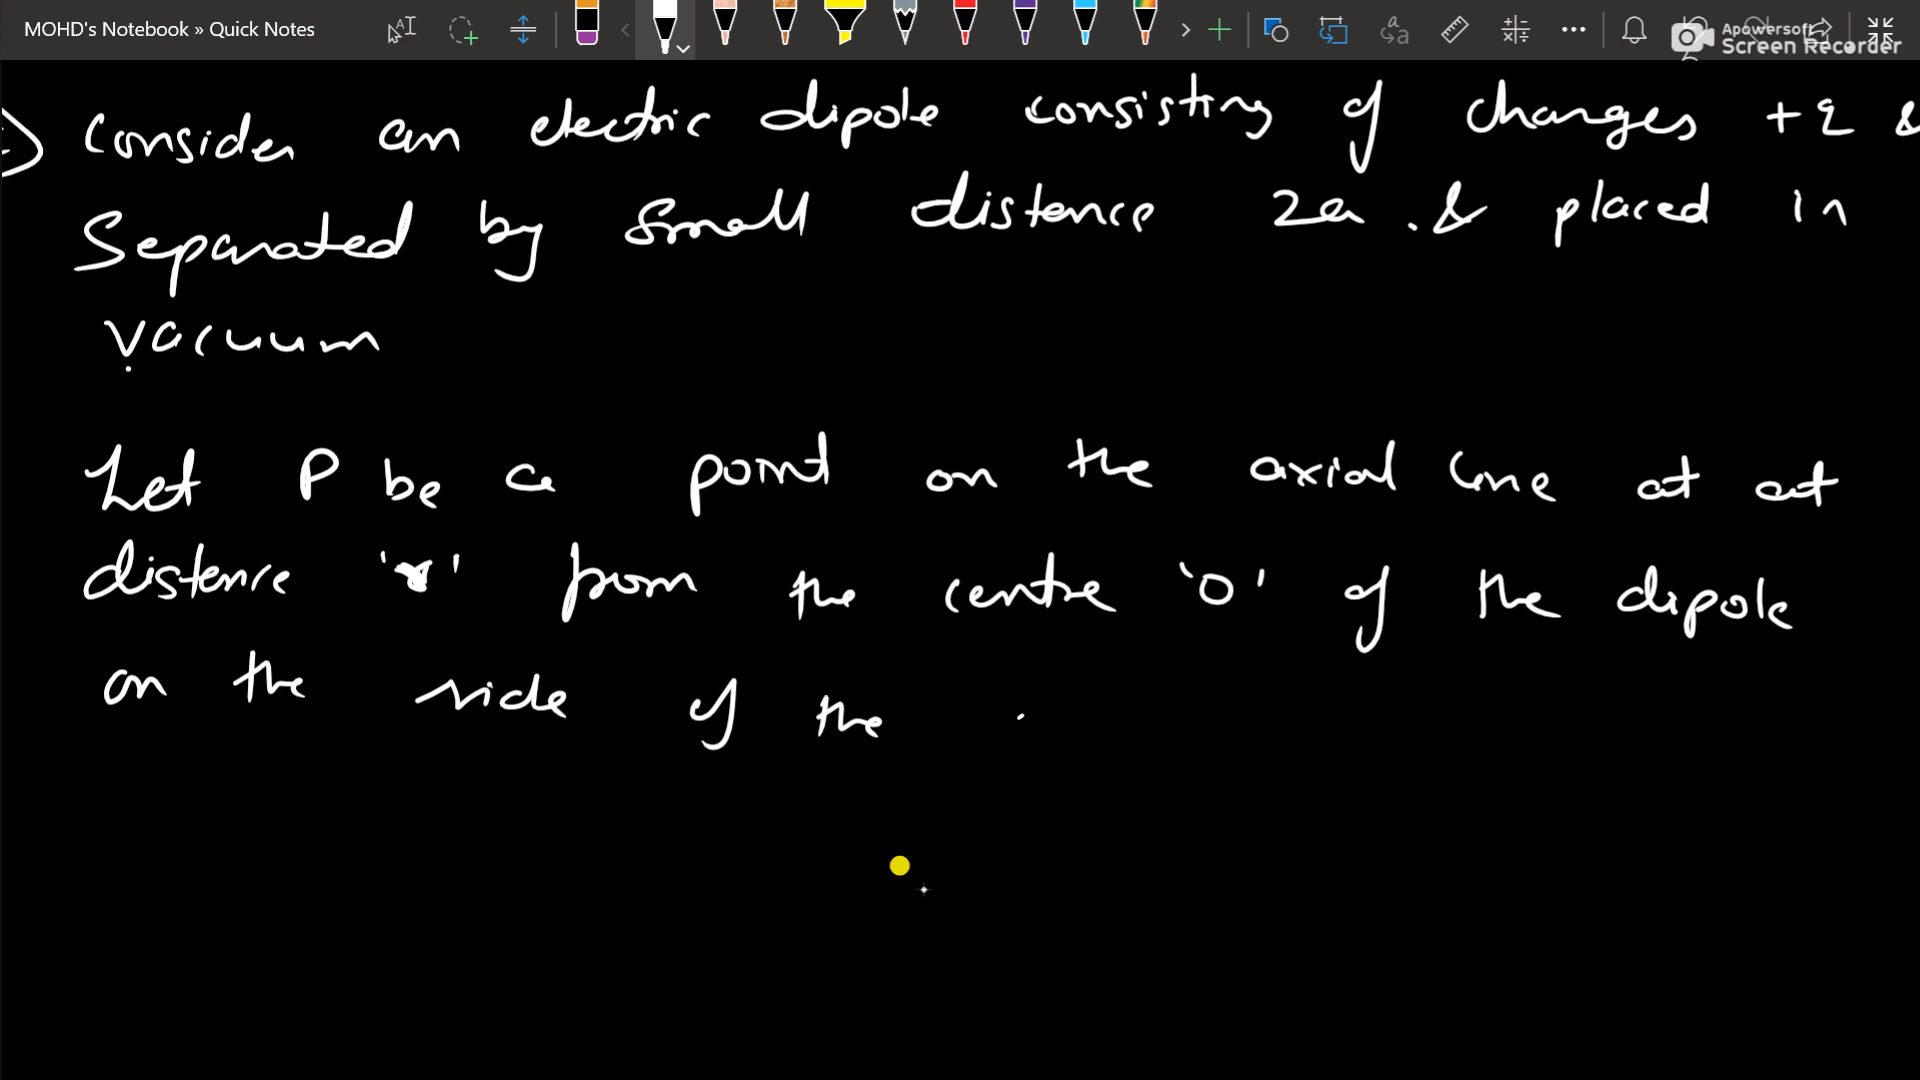 MOHD's Notebook » Quick Notes
Apowersoft
Screen Recorder
Consider an electric dipole consisting of charges +q &
Separated by small distence 2a . & placed in
vacuum
Let P be a point on the axial line at at
distence 'r' from the centre 'O' of the dipole
on the side of the .